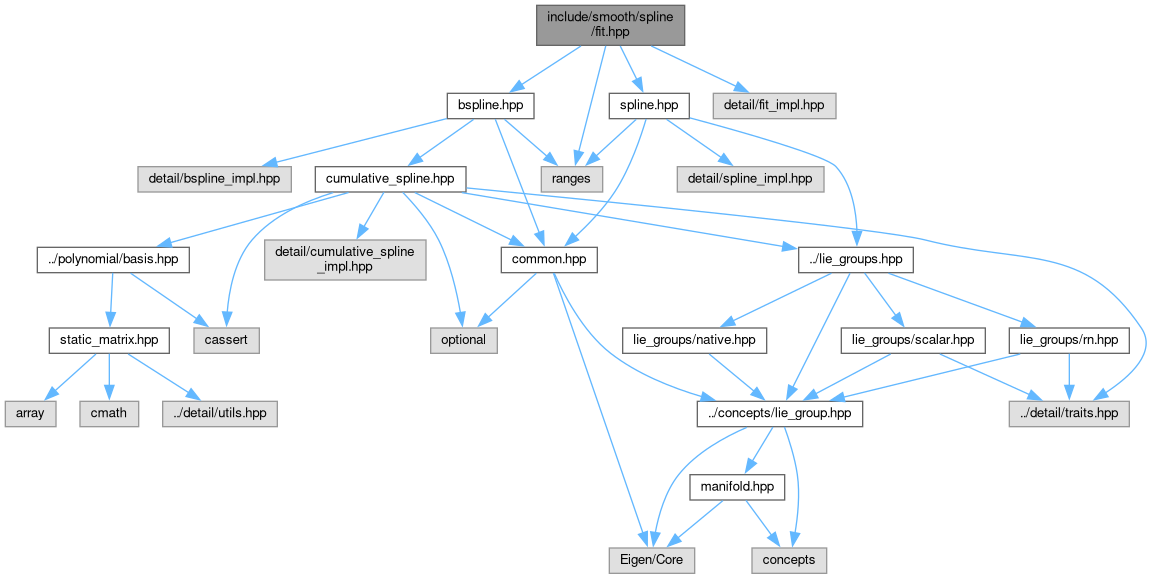 include/smooth/spline
/fit.hpp
bspline.hpp
spline.hpp
detail/fit_impl.hpp
detail/bspline_impl.hpp
cumulative_spline.hpp
ranges
detail/spline_impl.hpp
../polynomial/basis.hpp
detail/cumulative_spline
_impl.hpp
common.hpp
../lie_groups.hpp
static_matrix.hpp
cassert
optional
lie_groups/native.hpp
lie_groups/scalar.hpp
lie_groups/rn.hpp
array
cmath
../detail/utils.hpp
../concepts/lie_group.hpp
../detail/traits.hpp
manifold.hpp
Eigen/Core
concepts